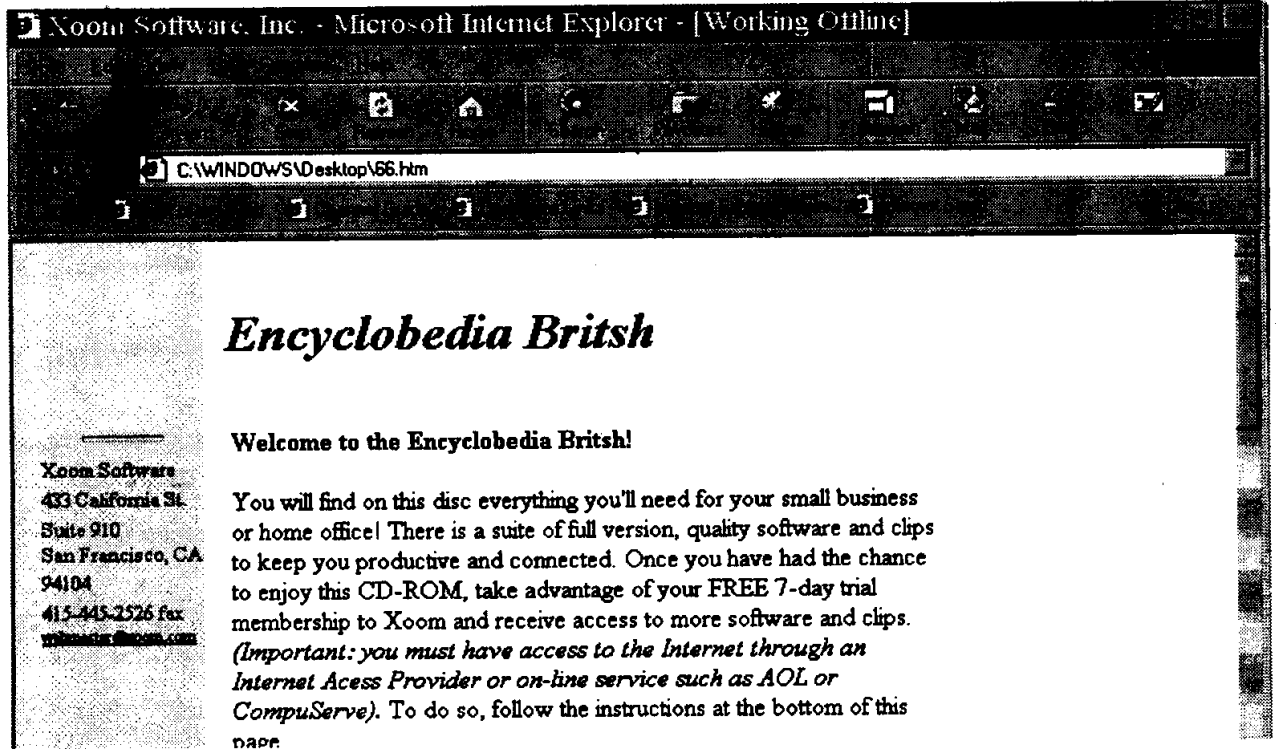 Xoom Software, Inc. - Microsoft Internet Explorer - [Working Offline]
C:\WINDOWS\Desktop\66.htm
Encyclobedia Britsh
Xoom Software
433 California St.
Suite 910
San Francisco, CA
94104
415-445-2526 fax
Welcome to the Encyclobedia Britsh!
You will find on this disc everything you'll need for your small business
or home office! There is a suite of full version, quality software and clips
to keep you productive and connected. Once you have had the chance
to enjoy this CD-ROM, take advantage of your FREE 7-day trial
membership to Xoom and receive access to more software and clips.
(Important: you must have access to the Internet through an
Internet Acess Provider or on-line service such as AOL or
CompuServe). To do so, follow the instructions at the bottom of this
page